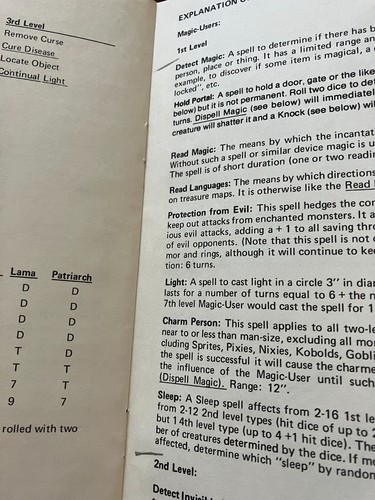 3rd Level
Remove Curse
Cure Disease
Locate Object
Continual Light
Lama Patriarch
D D
D D
D D
D D
T D
T T
7 T
9 7
rolled with two
EXPLANATION
Magic-Users:
1st Level
Detect Magic: A spell to determine if there has b
person, place or thing. It has a limited range an
example, to discover if some item is magical, a
locked", etc.
Hold Portal: A spell to hold a door, gate or the like
below) but it is not permanent. Roll two dice to det
turns. Dispell Magic (see below) will immediately
creature will shatter it and a Knock (see below) wil
Read Magic: The means by which the incantat
Without such a spell or similar device magic is u
The spell is of short duration (one or two readin
Read Languages: The means by which directions
on treasure maps. It is otherwise like the Read
Protection from Evil: This spell hedges the con
keep out attacks from enchanted monsters. It a
ious evil attacks, adding a + 1 to all saving thro
of evil opponents. (Note that this spell is not c
mor and rings, although it will continue to kee
tion: 6 turns.
Light: A spell to cast light in a circle 3" in dia
lasts for a number of turns equal to 6 + the n
7th level Magic-User would cast the spell for 1
Charm Person: This spell applies to all two-le
near to or less than man-size, excluding all mo
cluding Sprites, Pixies, Nixies, Kobolds, Gobli
the spell is successful it will cause the charme
the influence of the Magic-User until such
(Dispell Magic). Range: 12".
Sleep: A Sleep spell affects from 2-16 1st le
from 2-12 2nd level types (hit dice of up to 2
but 1 4th level type (up to 4 +1 hit dice). The
ber of creatures determined by the dice. If mo
affected, determine which "sleep" by random
2nd Level:
Detect Invisibl